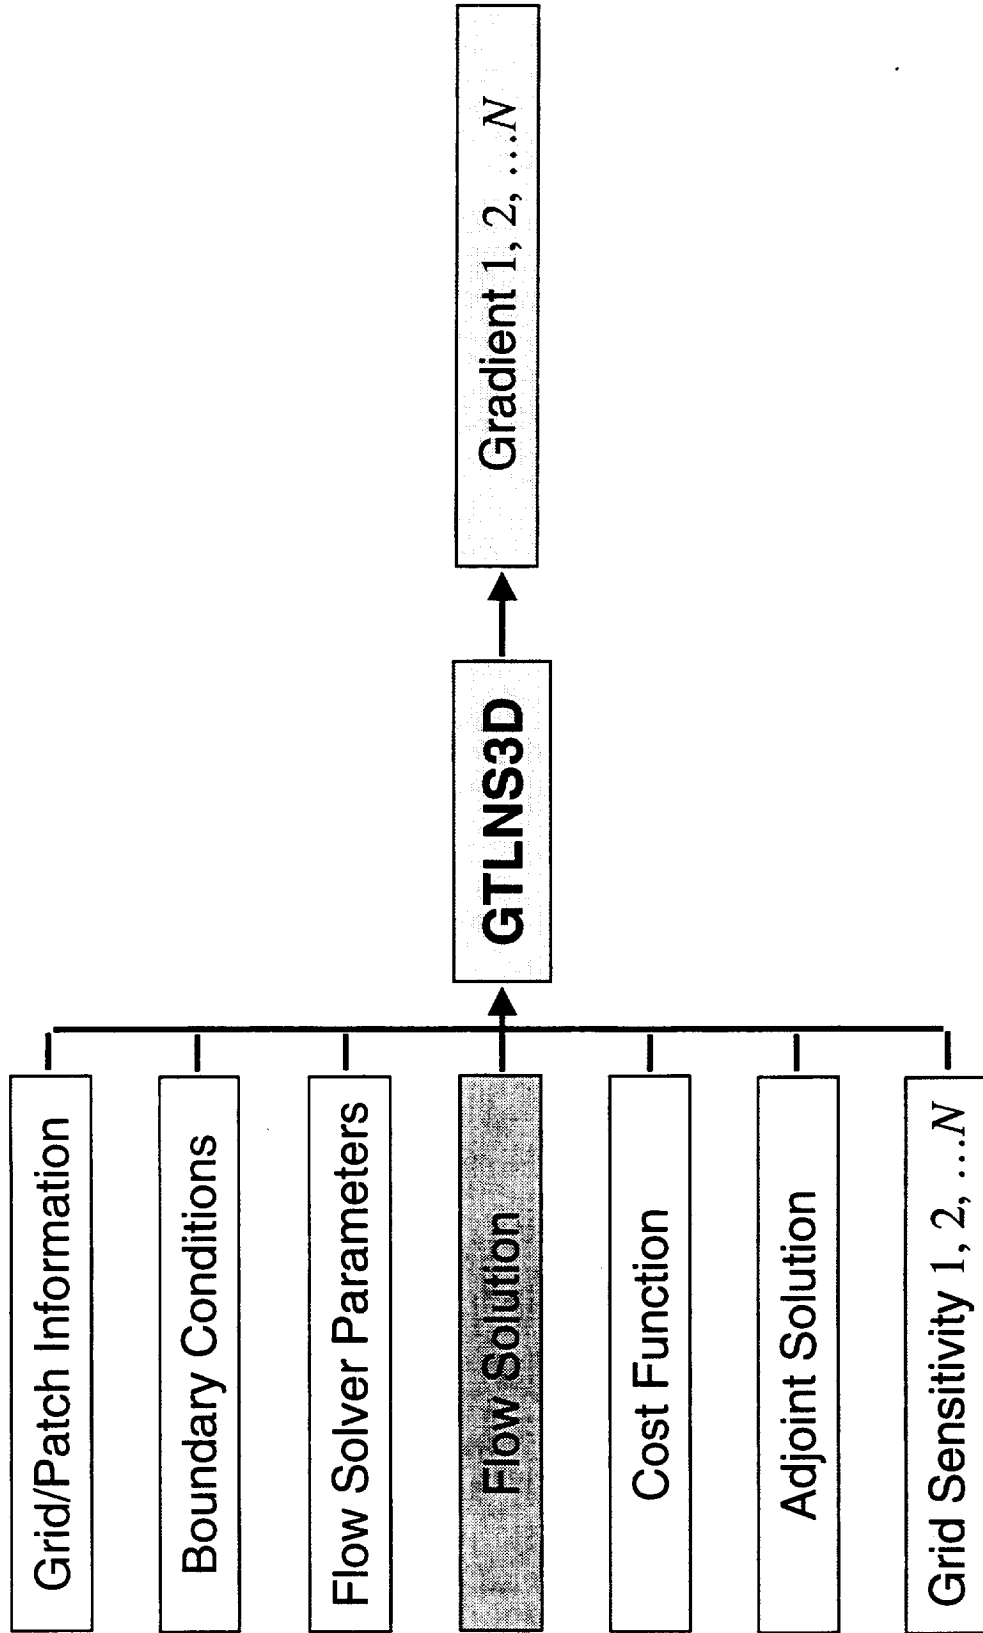 Grid/Patch Information
Boundary Conditions
Flow Solver Parameters
Flow Solution
Cost Function
Adjoint Solution
Grid Sensitivity 1, 2, ...N
GTLNS3D
Gradient 1, 2, ...N